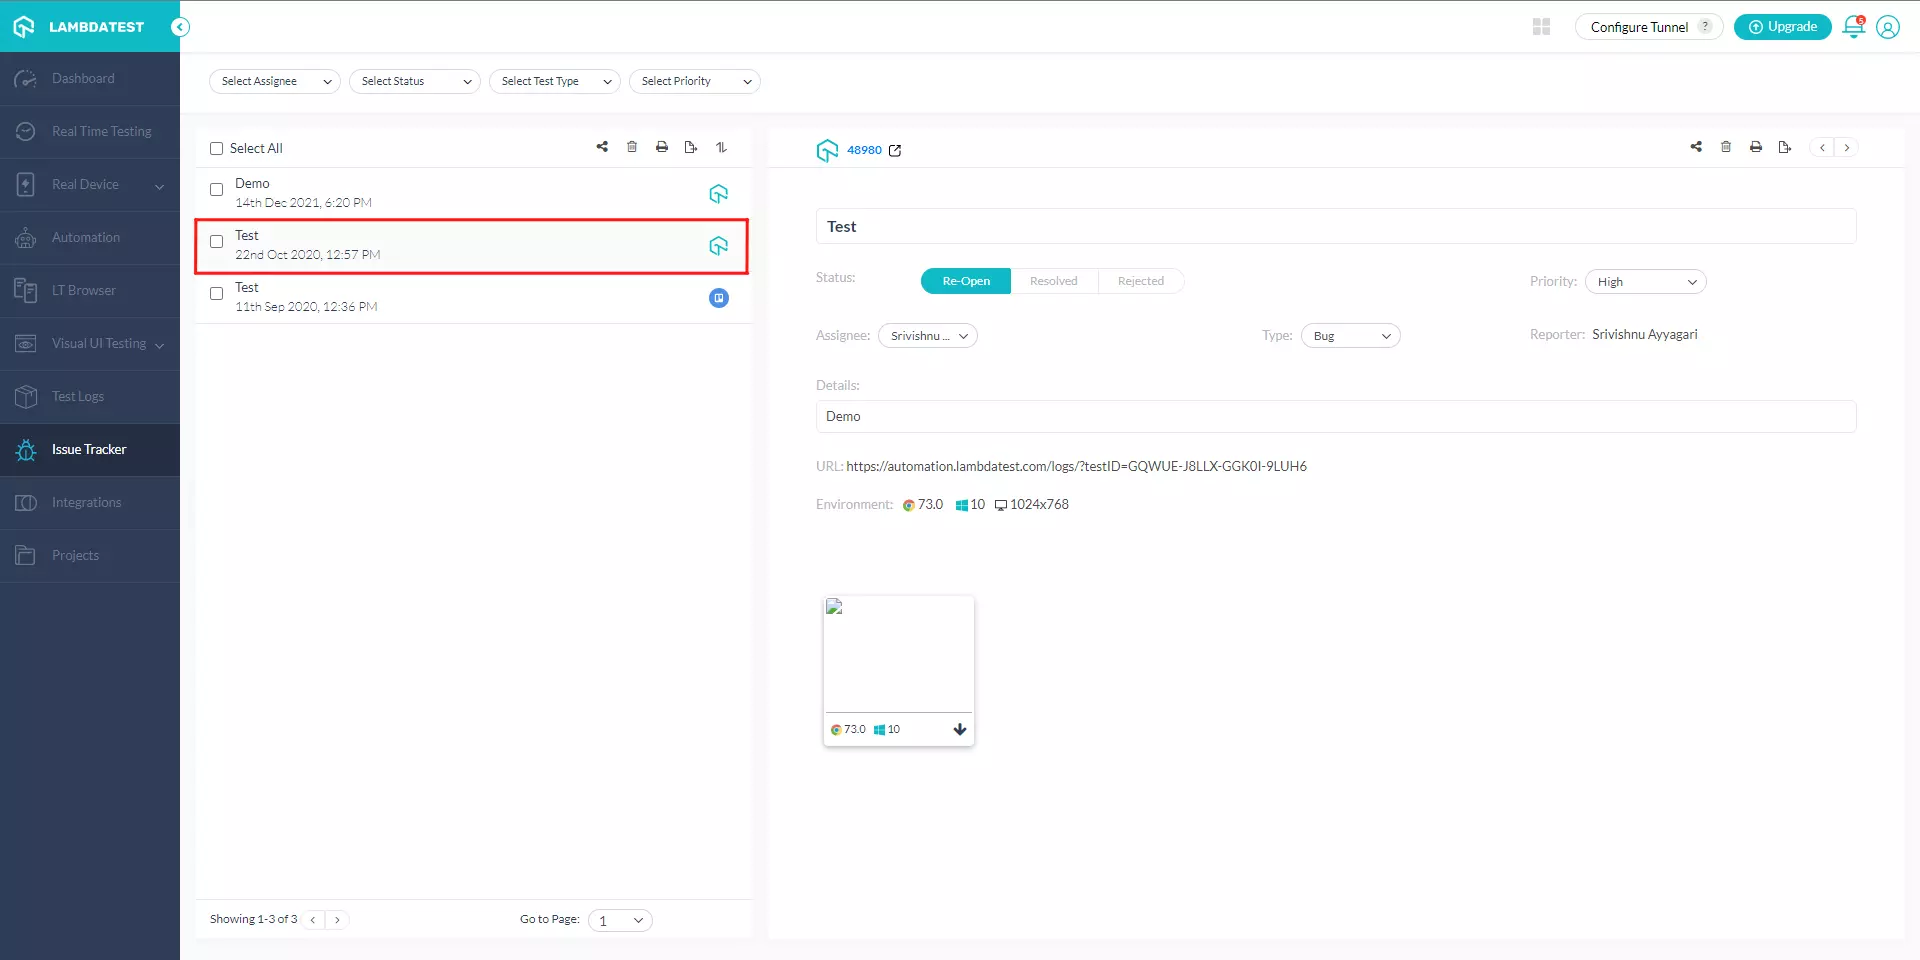 LAMBDATEST
Configure Tunnel ?
Upgrade
5
Dashboard
Real Time Testing
Real Device
Automation
LT Browser
Visual UI Testing
Test Logs
Issue Tracker
Integrations
Projects
Select Assignee
Select Status
Select Test Type
Select Priority
Select All
Demo
14th Dec 2021, 6:20 PM
Test
22nd Oct 2020, 12:57 PM
Test
11th Sep 2020, 12:36 PM
Showing 1-3 of 3
Go to Page: 1
48980
Test
Status: Re-Open Resolved Rejected
Priority: High
Assignee: Srivishnu ...
Type: Bug
Reporter: Srivishnu Ayyagari
Details:
Demo
URL: https://automation.lambdatest.com/logs/?testID=GQWUE-J8LLX-GGK0I-9LUH6
Environment: 73.0 10 1024x768
73.0 10